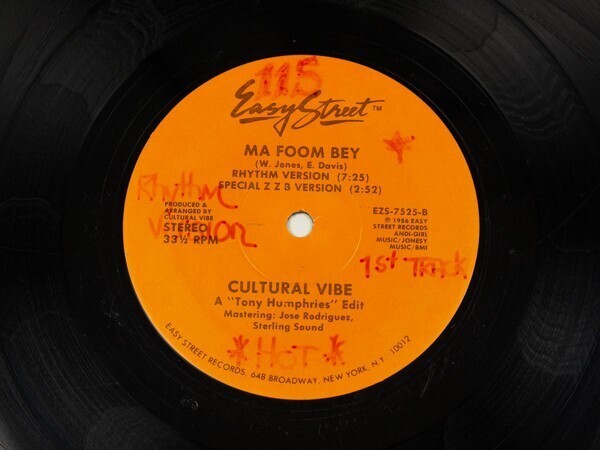 115
Easy Street™
MA FOOM BEY
(W. Jones, E. Davis)
RHYTHM VERSION (7:25)
SPECIAL Z Z B VERSION (2:52)
Rhythm
Version
PRODUCED &
ARRANGED BY
CULTURAL VIBE
STEREO
33⅓ RPM
EZS-7525-B
℗ 1986 EASY
STREET RECORDS
ANDI-GIRL
MUSIC/JONESY
MUSIC/BMI
1st TRACK
CULTURAL VIBE
A "Tony Humphries" Edit
Mastering: Jose Rodriguez,
Sterling Sound
*HOT*
EASY STREET RECORDS, 648 BROADWAY, NEW YORK, N.Y. 10012